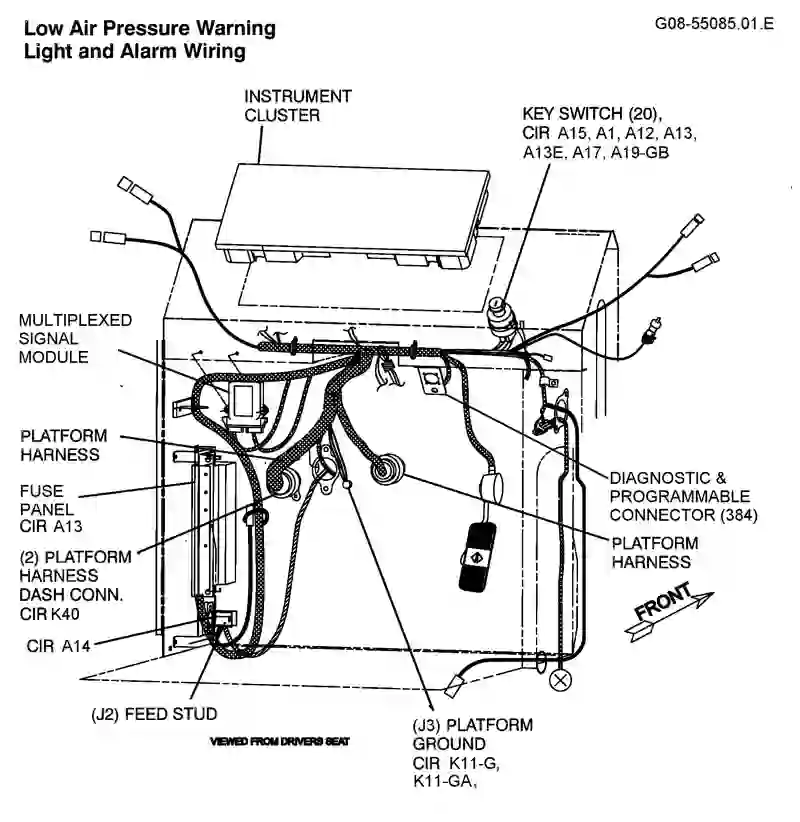 Low Air Pressure Warning
Light and Alarm Wiring
G08-55085.01.E
INSTRUMENT
CLUSTER
KEY SWITCH (20),
CIR A15, A1, A12, A13,
A13E, A17, A19-GB
MULTIPLEXED
SIGNAL
MODULE
PLATFORM
HARNESS
FUSE
PANEL
CIR A13
(2) PLATFORM
HARNESS
DASH CONN.
CIR K40
CIR A14
(J2) FEED STUD
VIEWED FROM DRIVERS SEAT
(J3) PLATFORM
GROUND
CIR K11-G,
K11-GA,
DIAGNOSTIC &
PROGRAMMABLE
CONNECTOR (384)
PLATFORM
HARNESS
FRONT